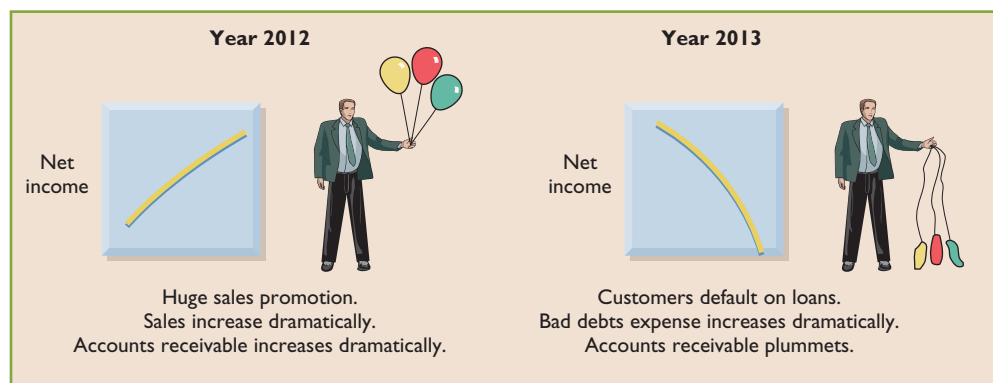 Year 2012
Net
income
Huge sales promotion.
Sales increase dramatically.
Accounts receivable increases dramatically.
Year 2013
Net
income
Customers default on loans.
Bad debts expense increases dramatically.
Accounts receivable plummets.